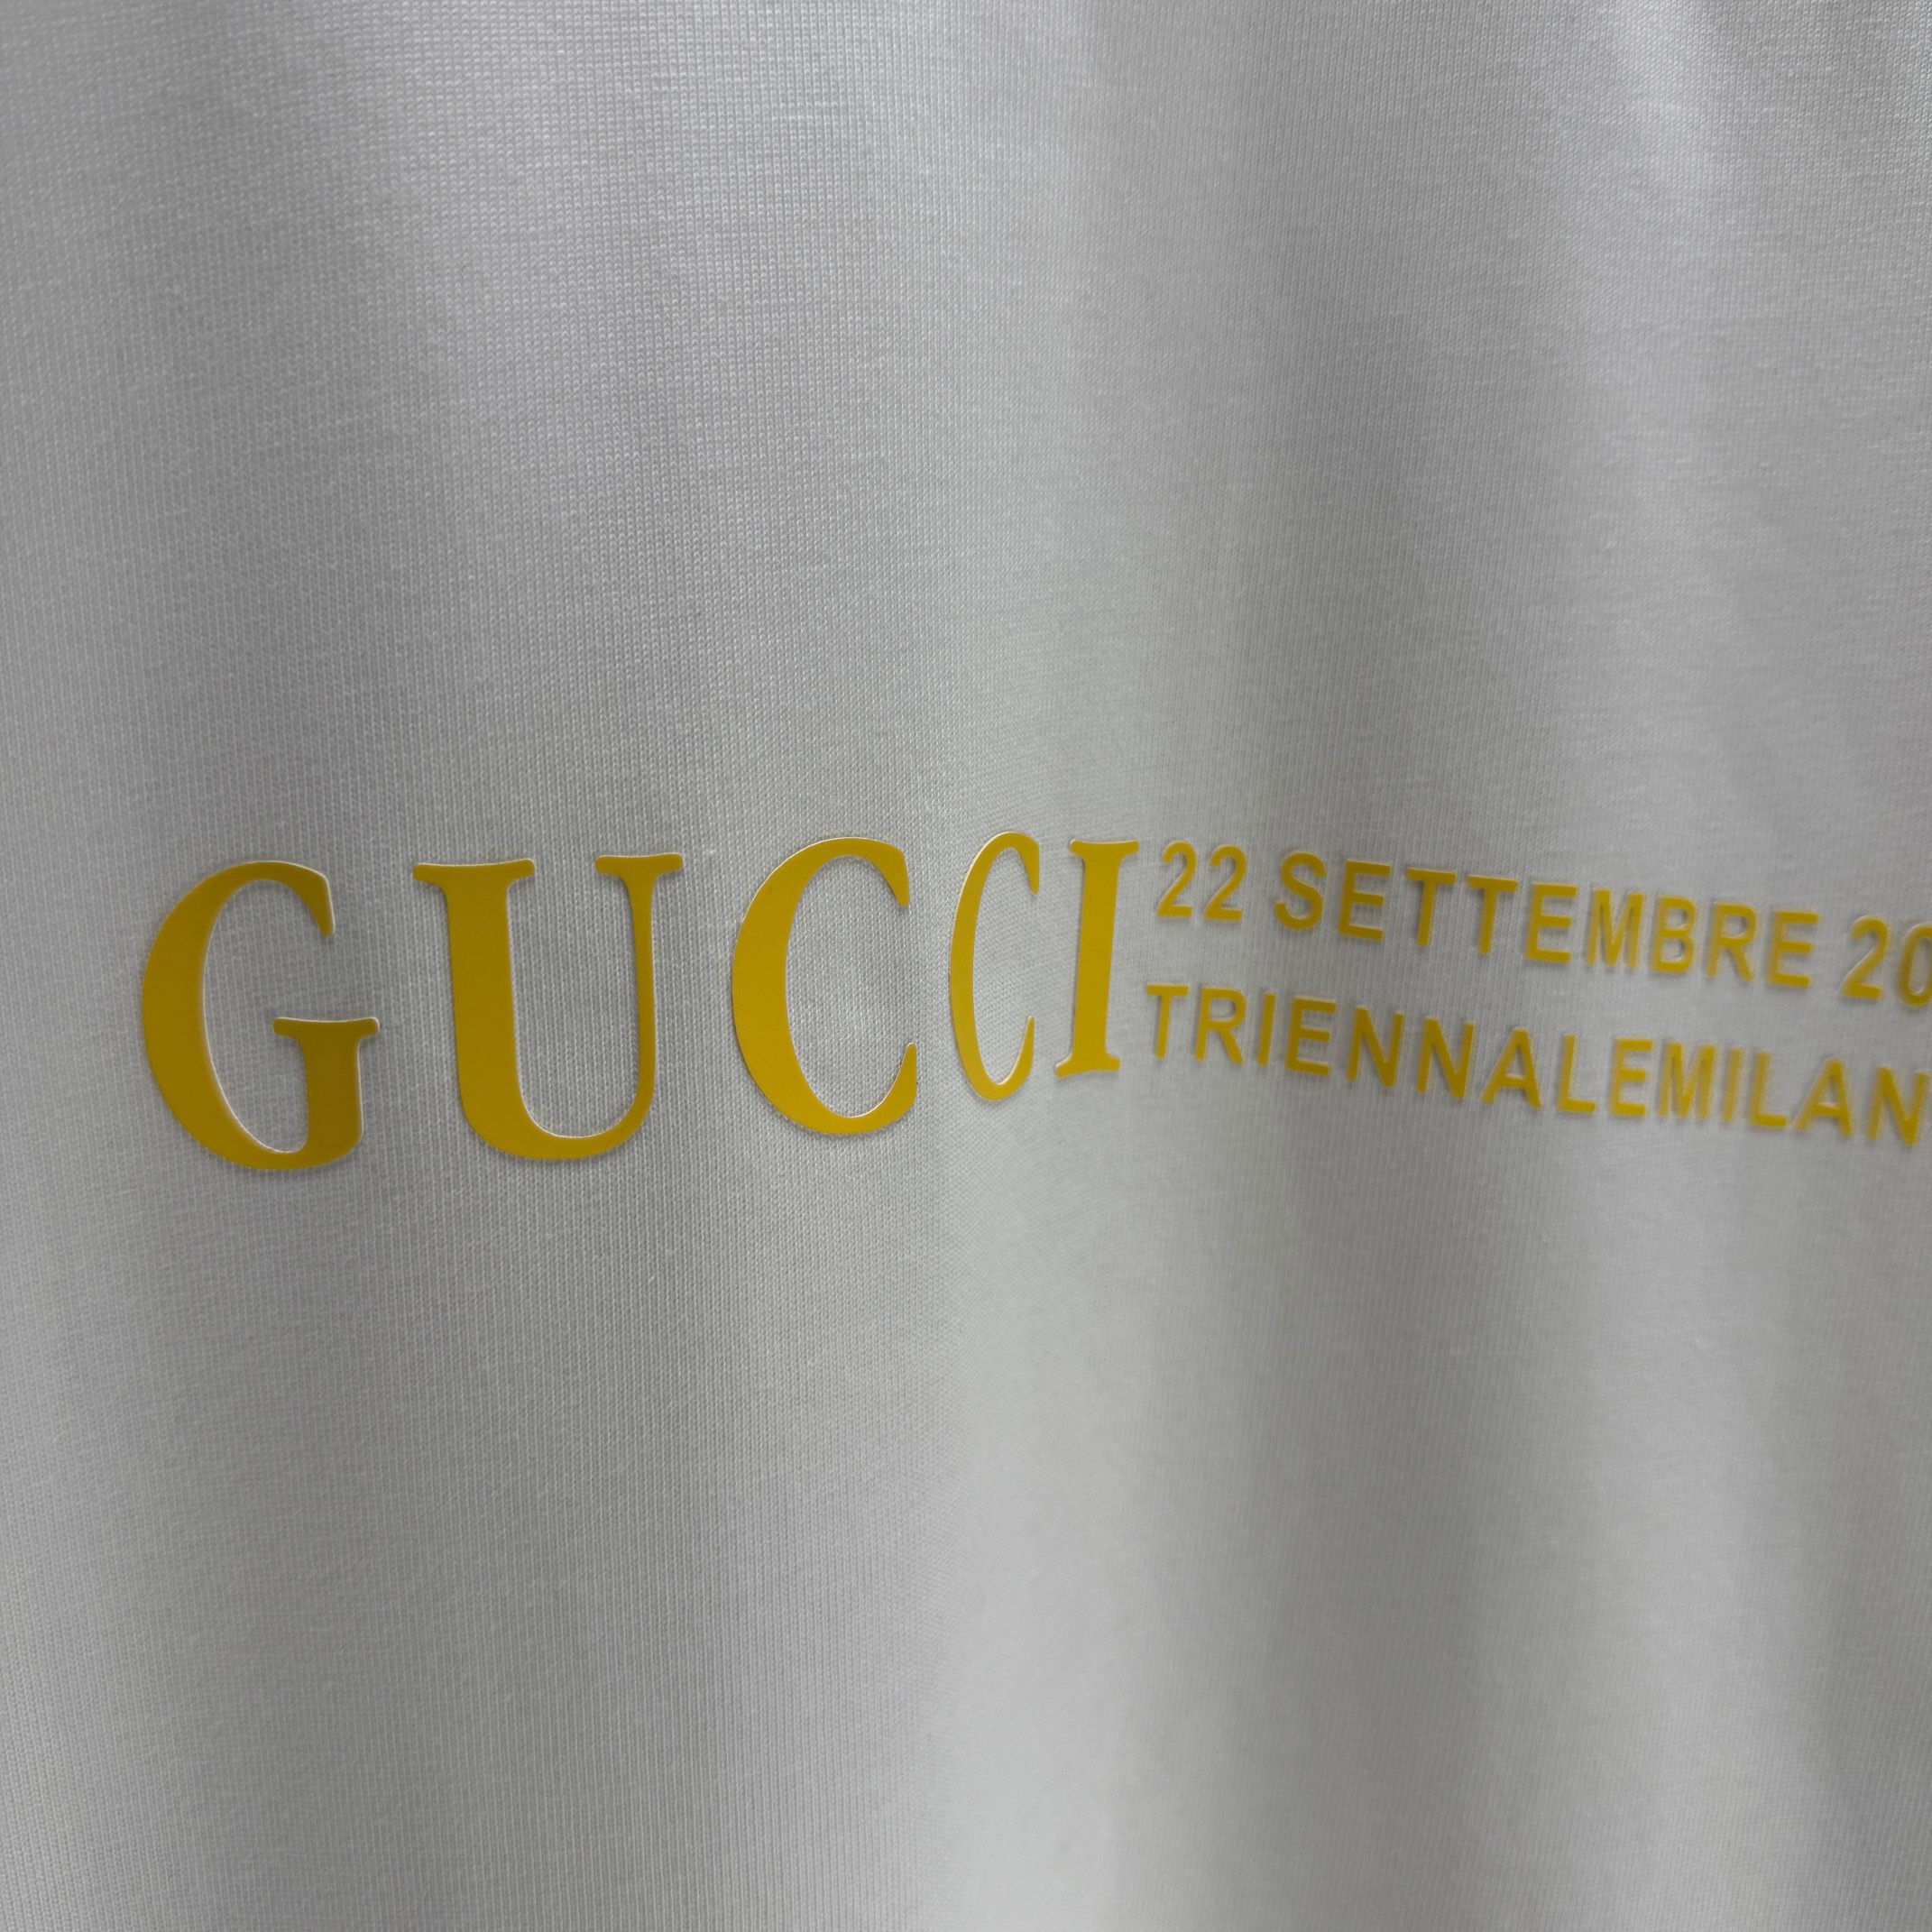 GUCCI 22 SETTEMBRE 20
TRIENNALEMILAN